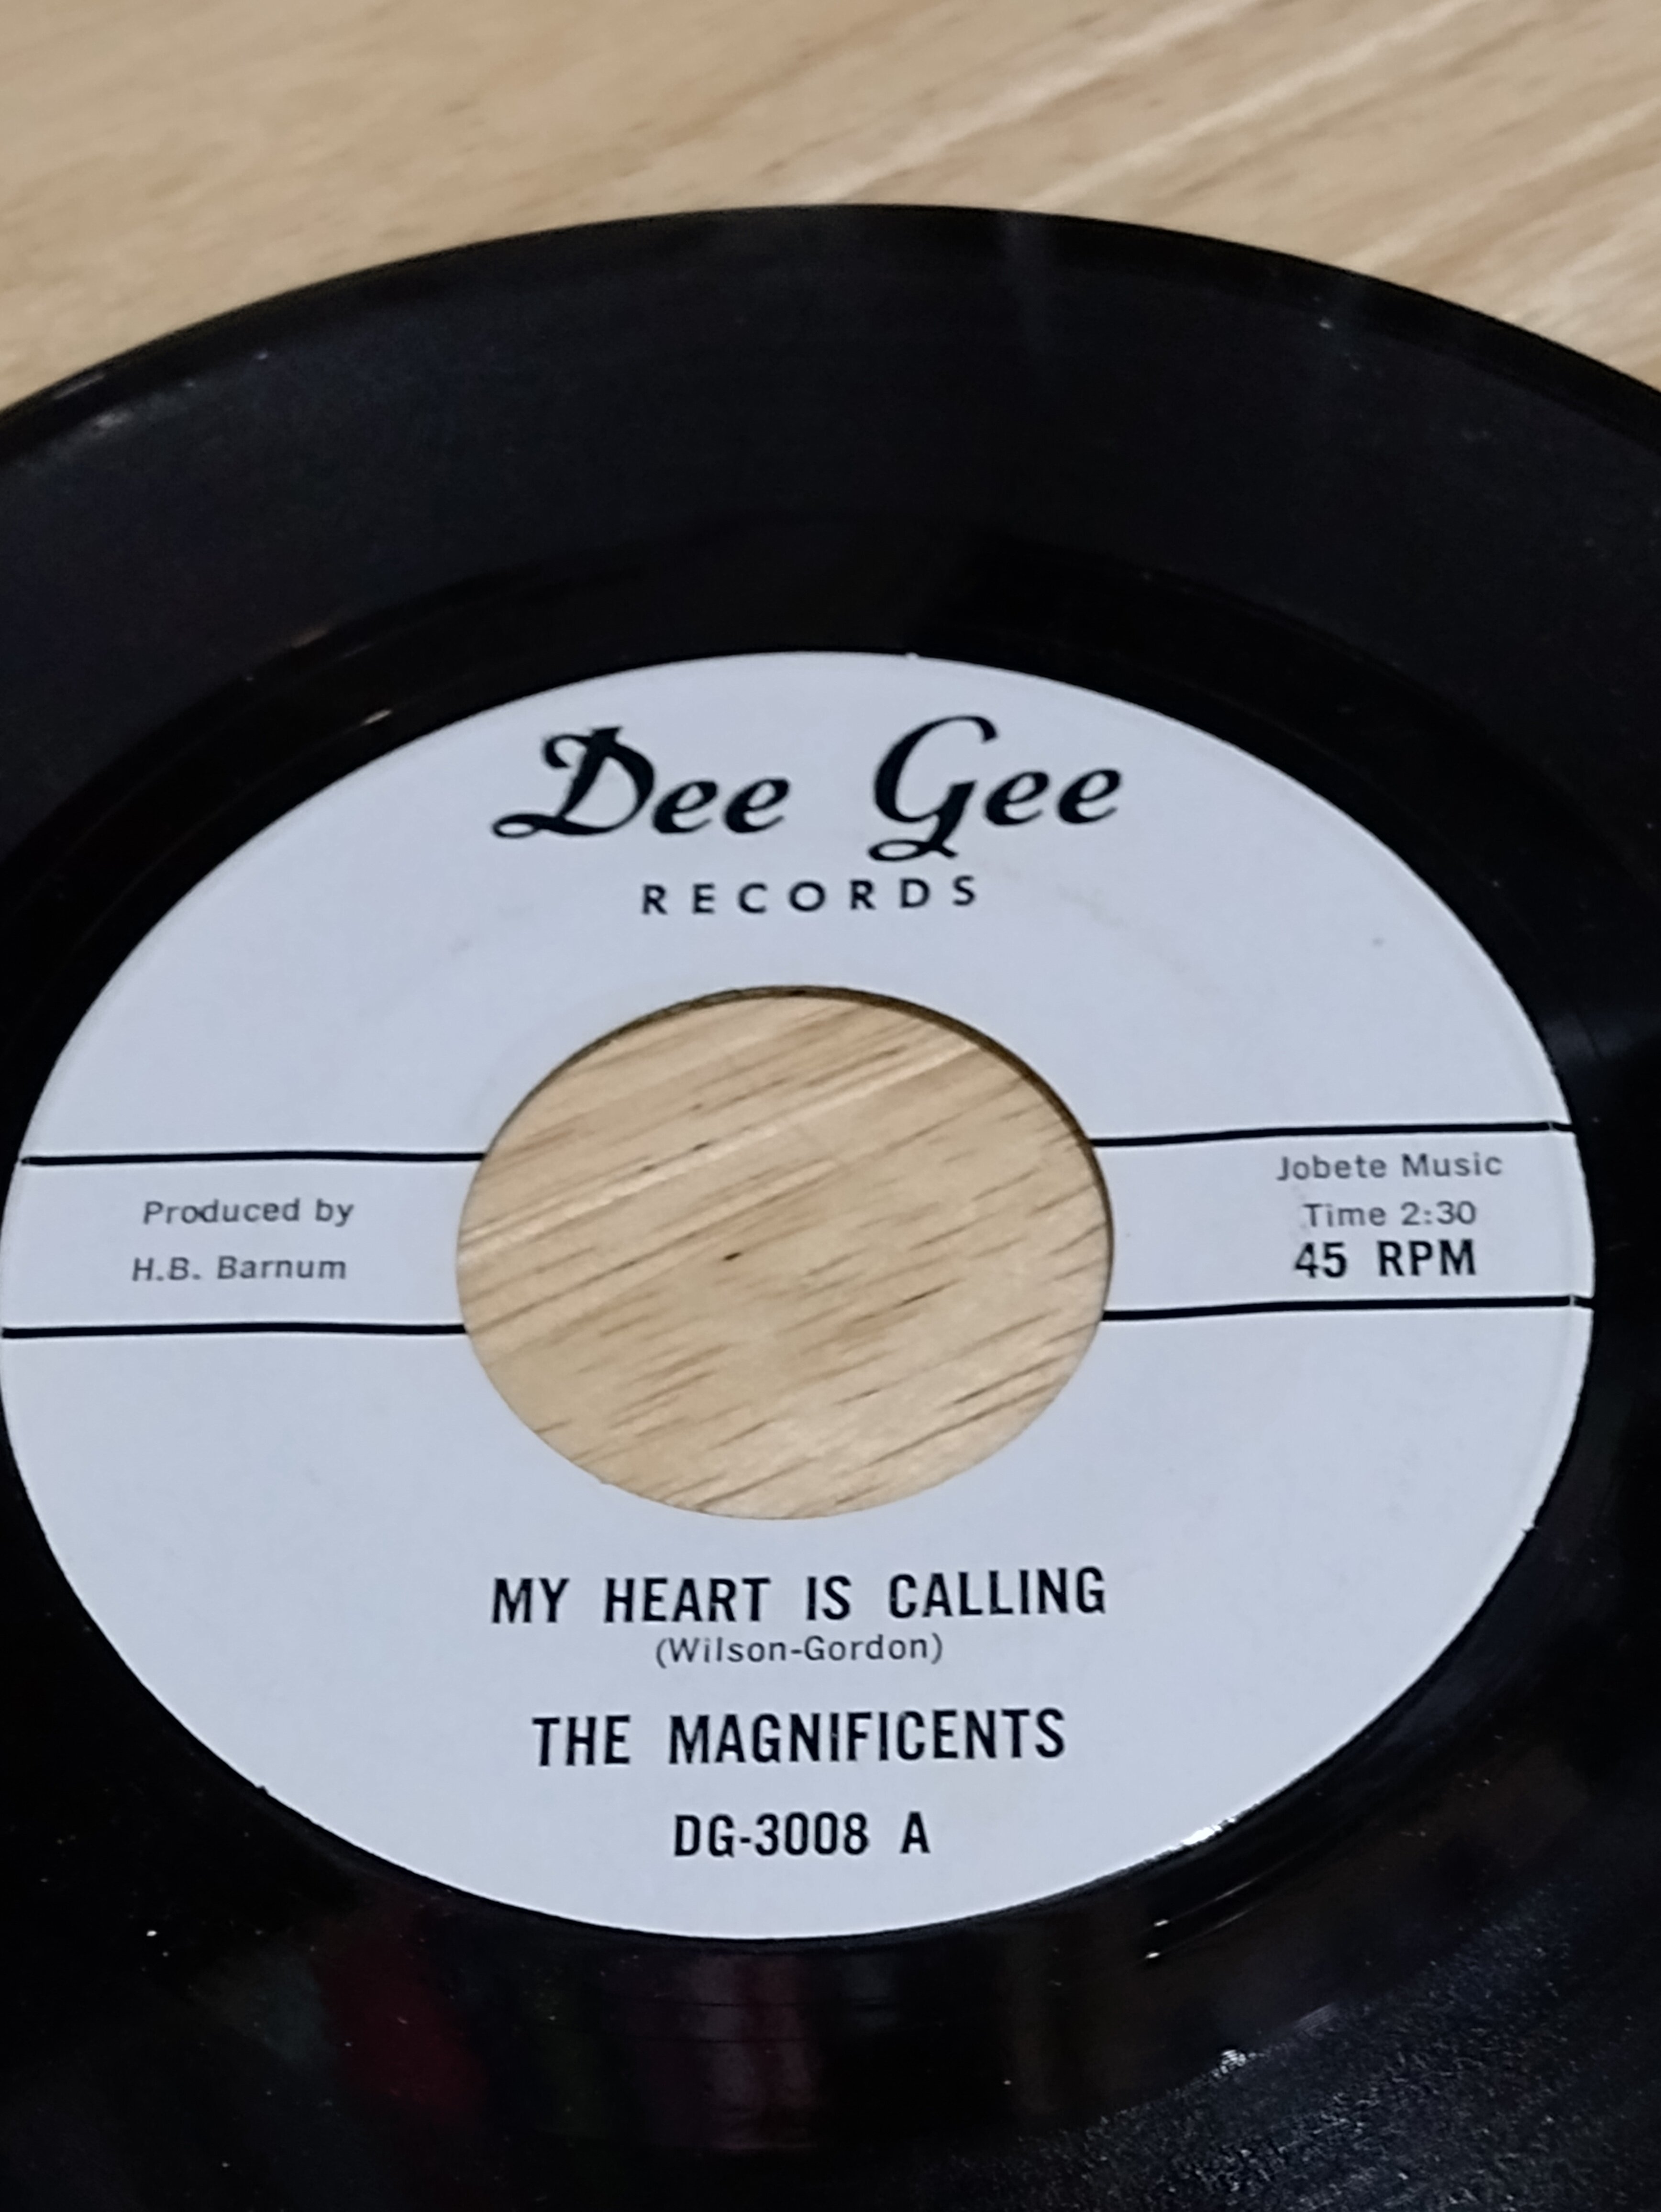 Dee Gee
RECORDS
Produced by
H.B. Barnum
Jobete Music
Time 2:30
45 RPM
MY HEART IS CALLING
(Wilson-Gordon)
THE MAGNIFICENTS
DG-3008 A